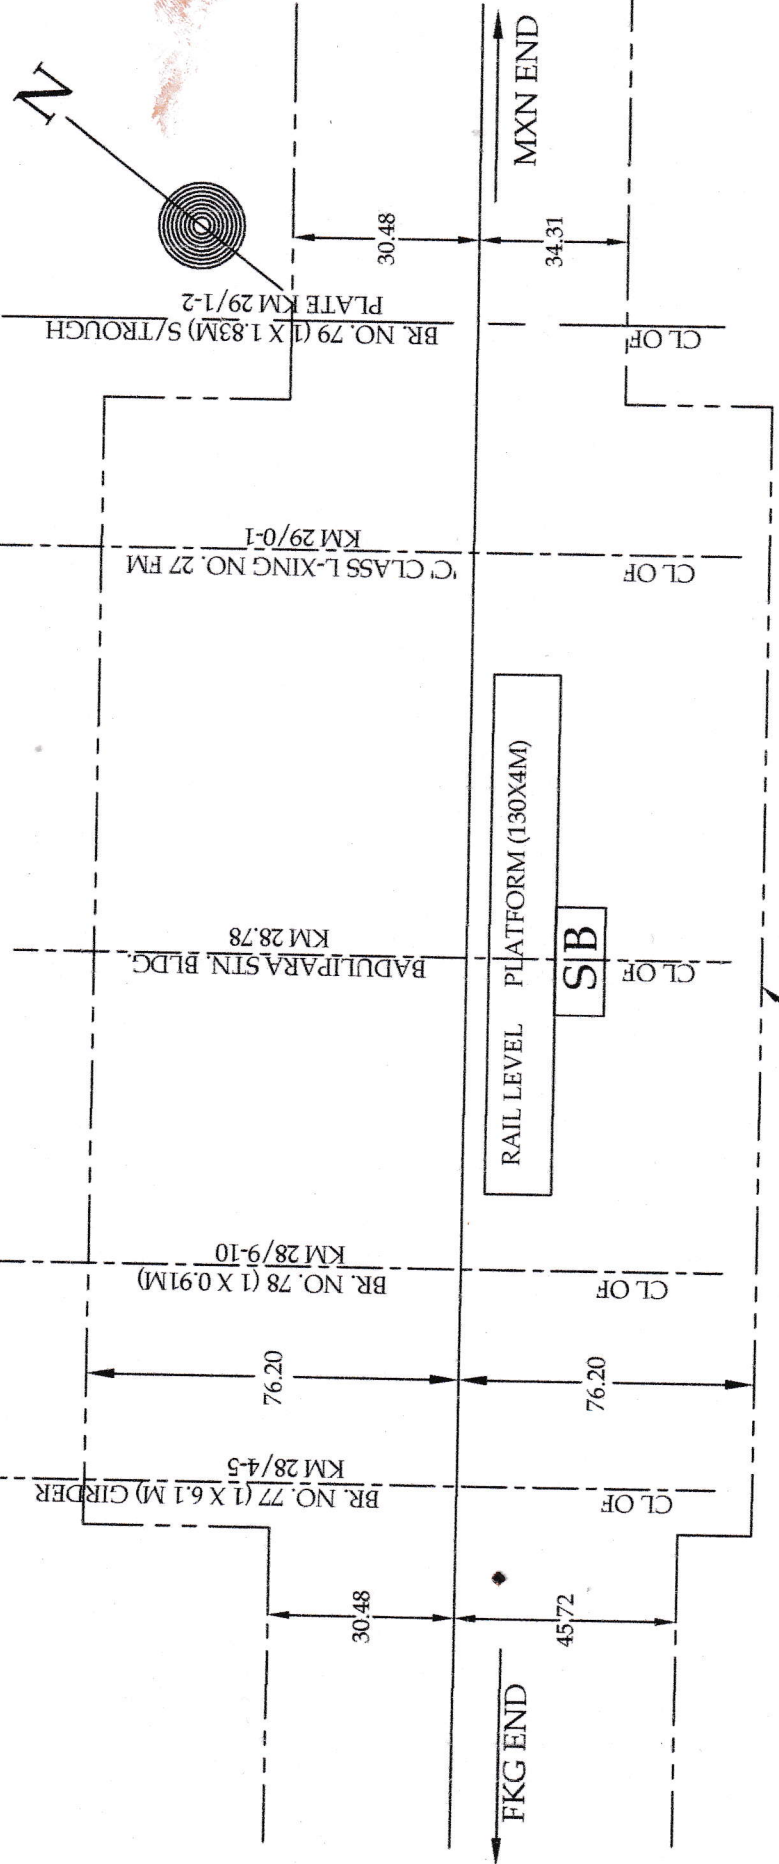 N
MXN END
30.48
34.31
CL OF
BR. NO. 79 (1 X 1.83M) S/TROUGH
PLATE KM 29/1-2
CL OF
'C' CLASS L-XING NO. 27 FM
KM 29/0-1
CL OF
BADULIPARA STN. BLDG.
KM 28.78
RAIL LEVEL PLATFORM (130X4M)
SB
CL OF
BR. NO. 78 (1 X 0.91M)
KM 28/9-10
76.20
76.20
CL OF
BR. NO. 77 (1 X 6.1 M) GIRDER
KM 28/4-5
30.48
45.72
FKG END